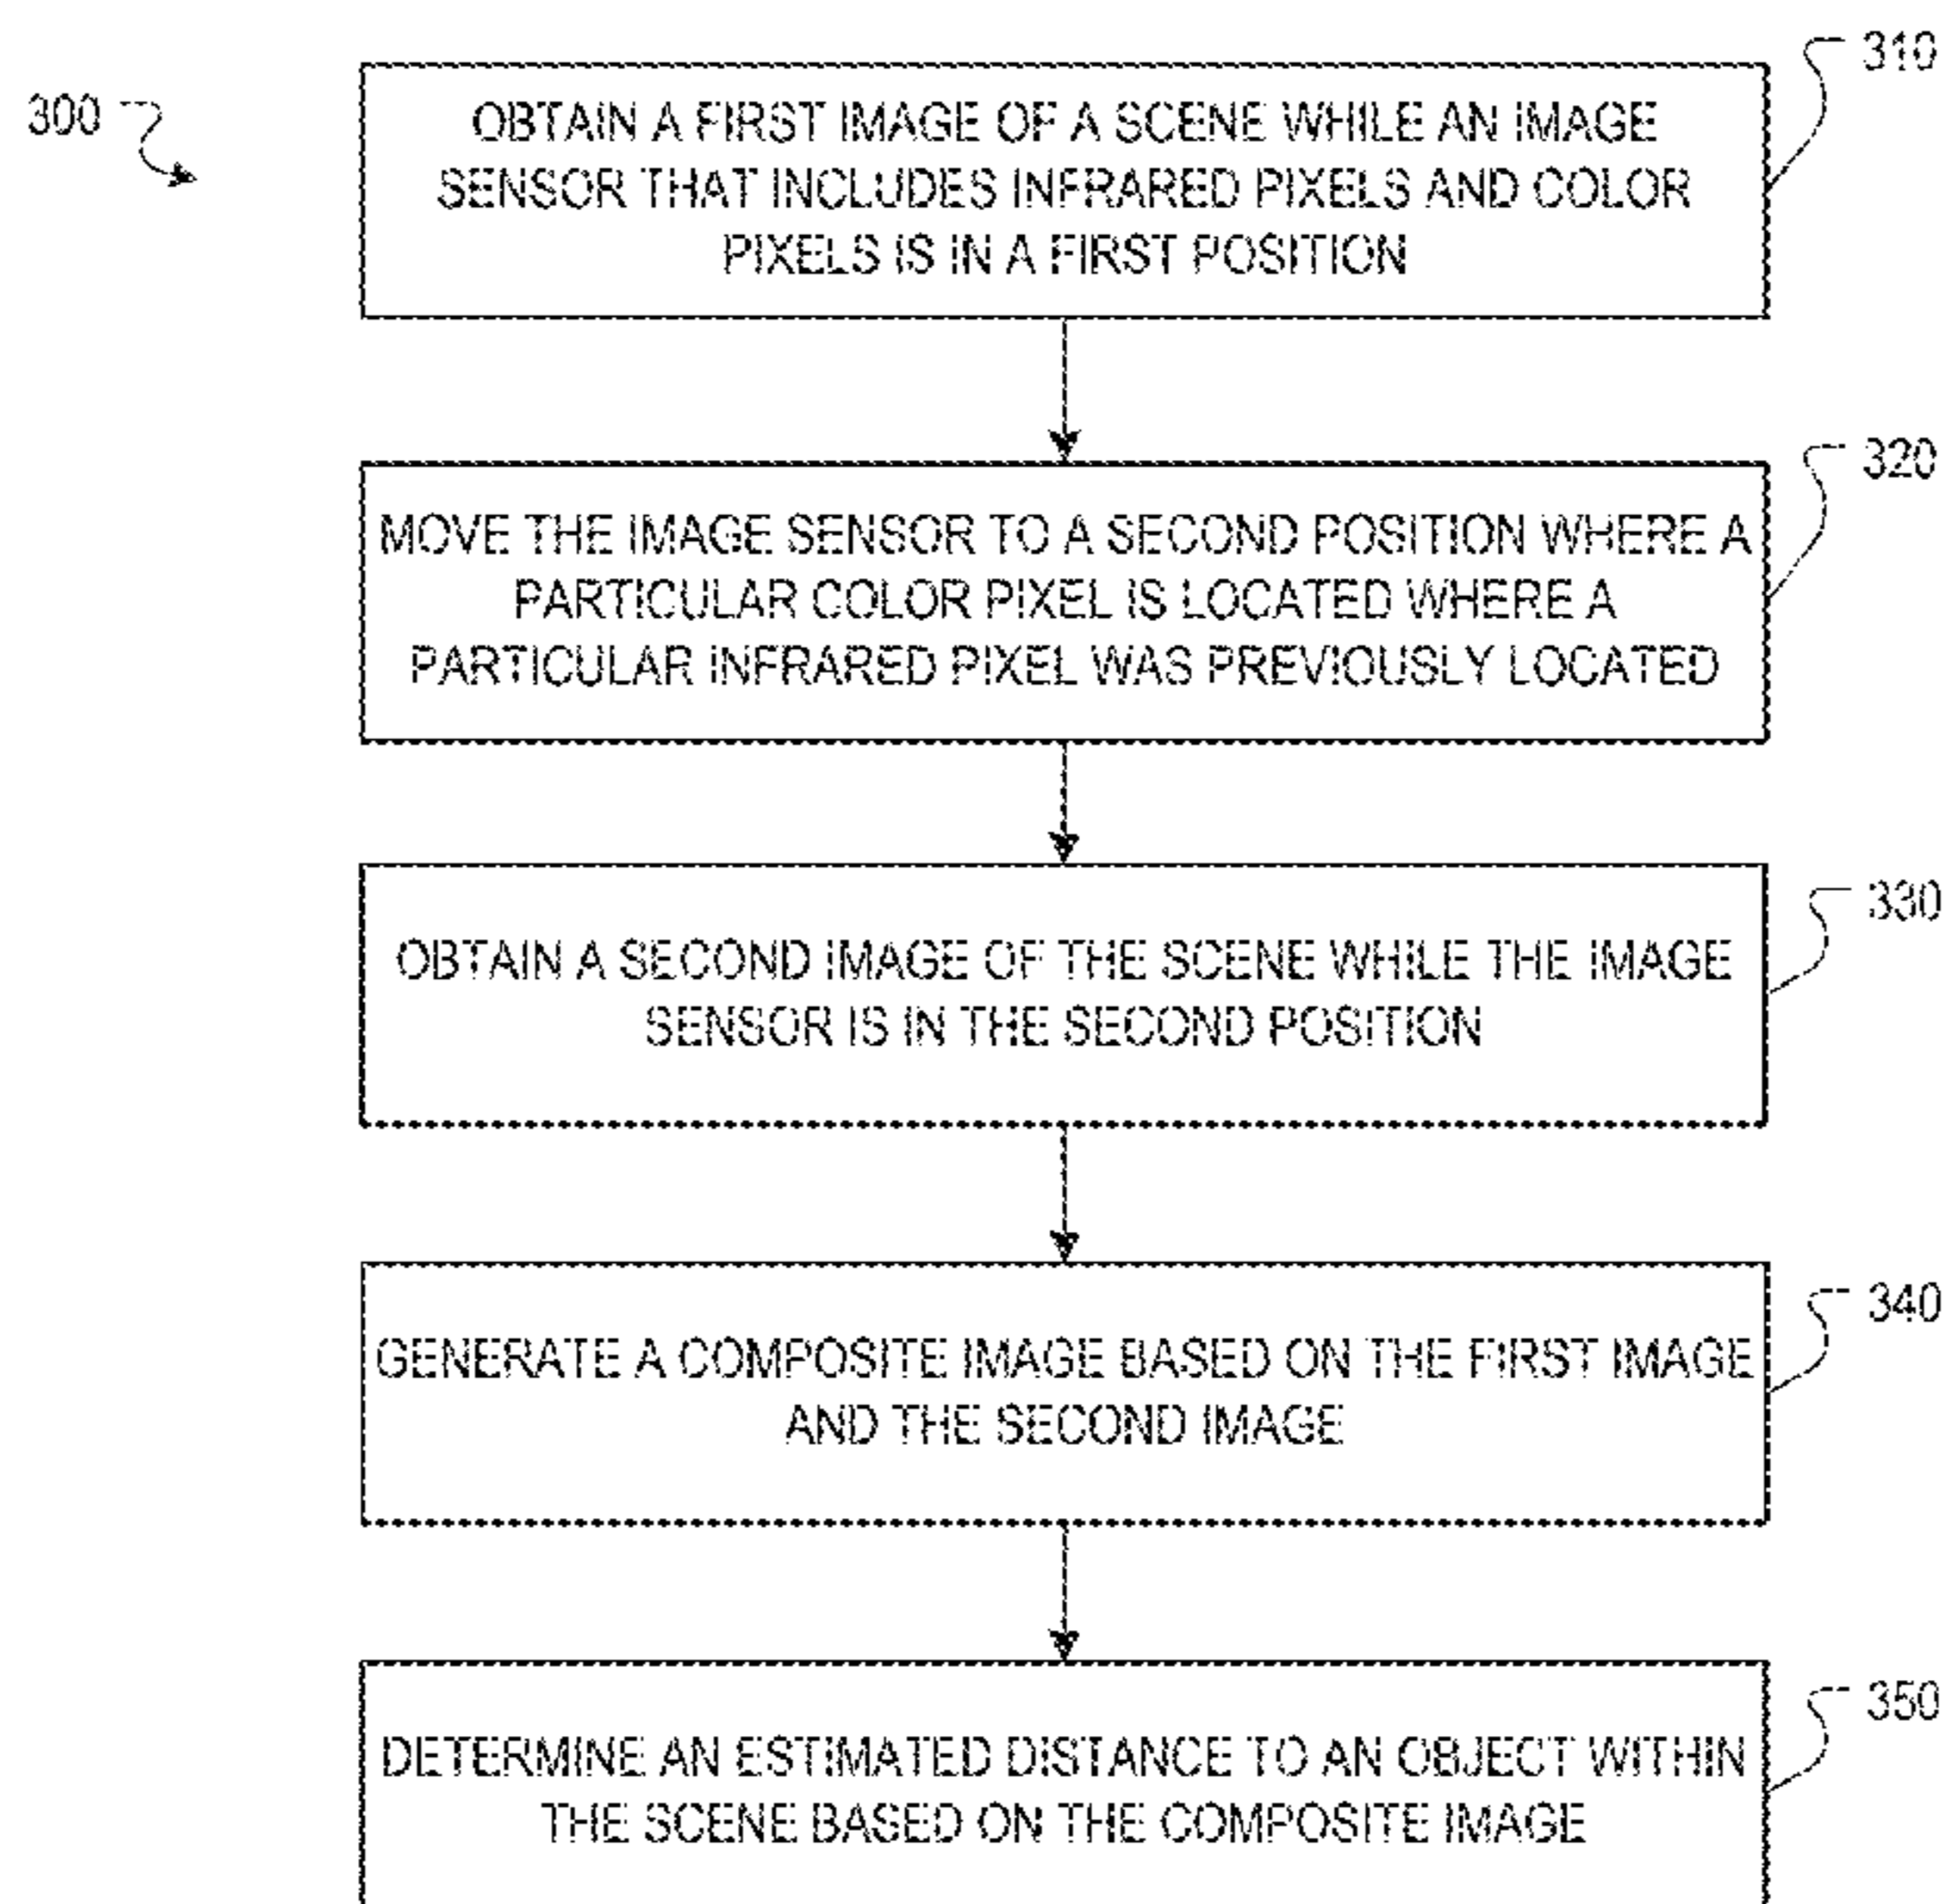 300
310
OBTAIN A FIRST IMAGE OF A SCENE WHILE AN IMAGE
SENSOR THAT INCLUDES INFRARED PIXELS AND COLOR
PIXELS IS IN A FIRST POSITION
320
MOVE THE IMAGE SENSOR TO A SECOND POSITION WHERE A
PARTICULAR COLOR PIXEL IS LOCATED WHERE A
PARTICULAR INFRARED PIXEL WAS PREVIOUSLY LOCATED
330
OBTAIN A SECOND IMAGE OF THE SCENE WHILE THE IMAGE
SENSOR IS IN THE SECOND POSITION
340
GENERATE A COMPOSITE IMAGE BASED ON THE FIRST IMAGE
AND THE SECOND IMAGE
350
DETERMINE AN ESTIMATED DISTANCE TO AN OBJECT WITHIN
THE SCENE BASED ON THE COMPOSITE IMAGE